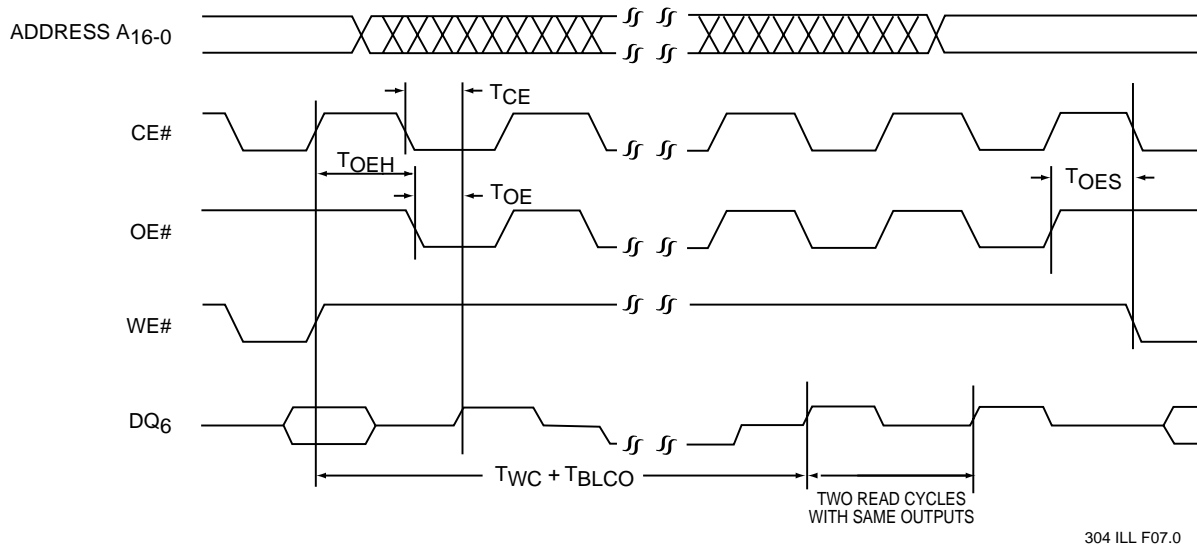 ADDRESS A16-0
TCE
CE#
TOEH
TOES
TOE
OE#
WE#
DQ6
TWC + TBLCO
TWO READ CYCLES
WITH SAME OUTPUTS
304 ILL F07.0